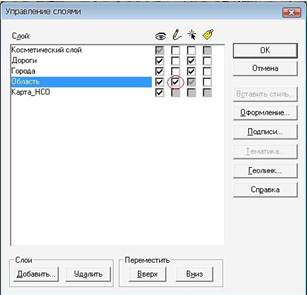 Управление слоями
Слой:
Косметический слой
Дороги
Города
Область
Карта_НСО
OK
Отмена
Вставить стиль...
Оформление...
Подписи...
Тематика...
Геолинк...
Справка
Слои
Добавить...
Удалить
Переместить
Вверх
Вниз